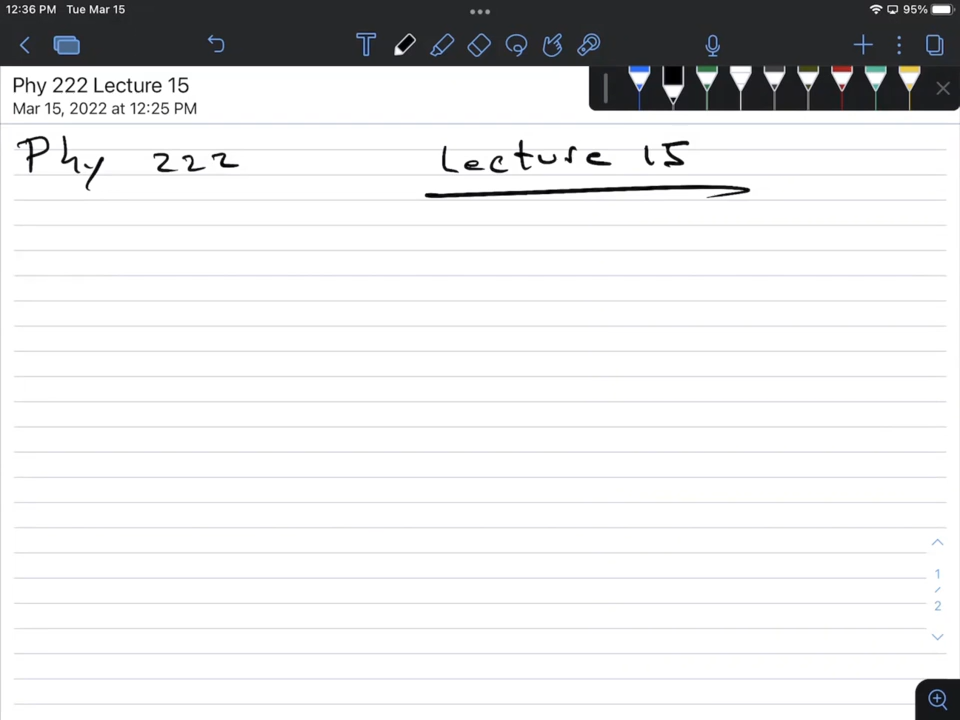 12:36 PM Tue Mar 15 95%
Phy 222 Lecture 15
Mar 15, 2022 at 12:25 PM
Phy 222 Lecture 15
1
2